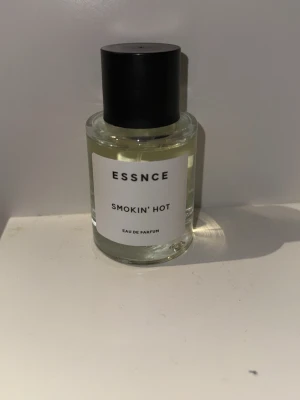 ESSNCE
SMOKIN' HOT
EAU DE PARFUM